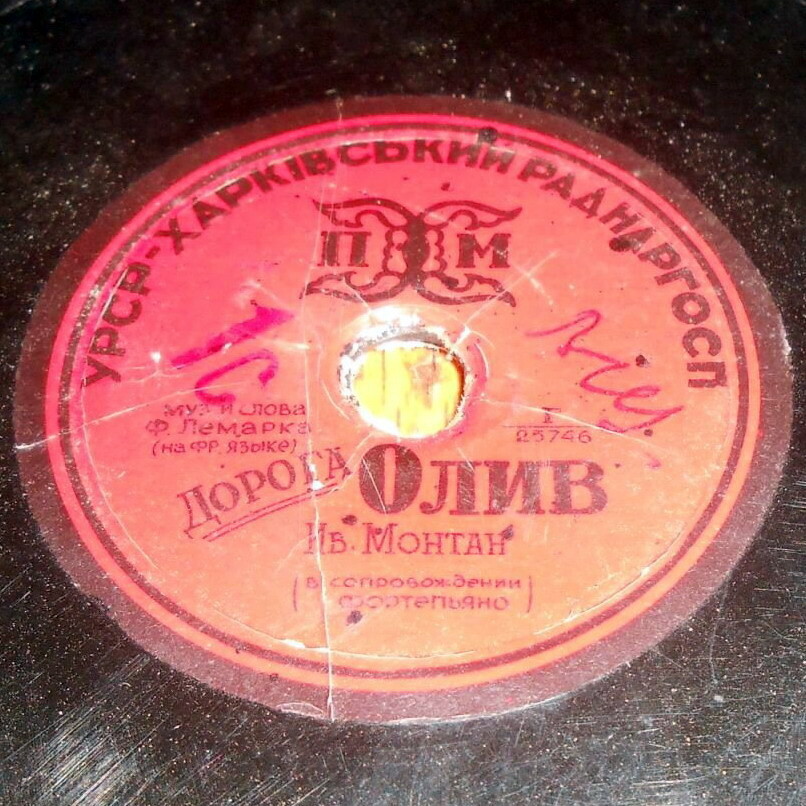 УРСР-ХАРКІВСЬКИЙ РАДНАРГОСП
П М
муз. и слова
Ф. Лемарка
(на фр. языке)
Г
25746
ДОРОГА ОЛИВ
Ив. Монтан
(в сопровождении
фортепьяно)